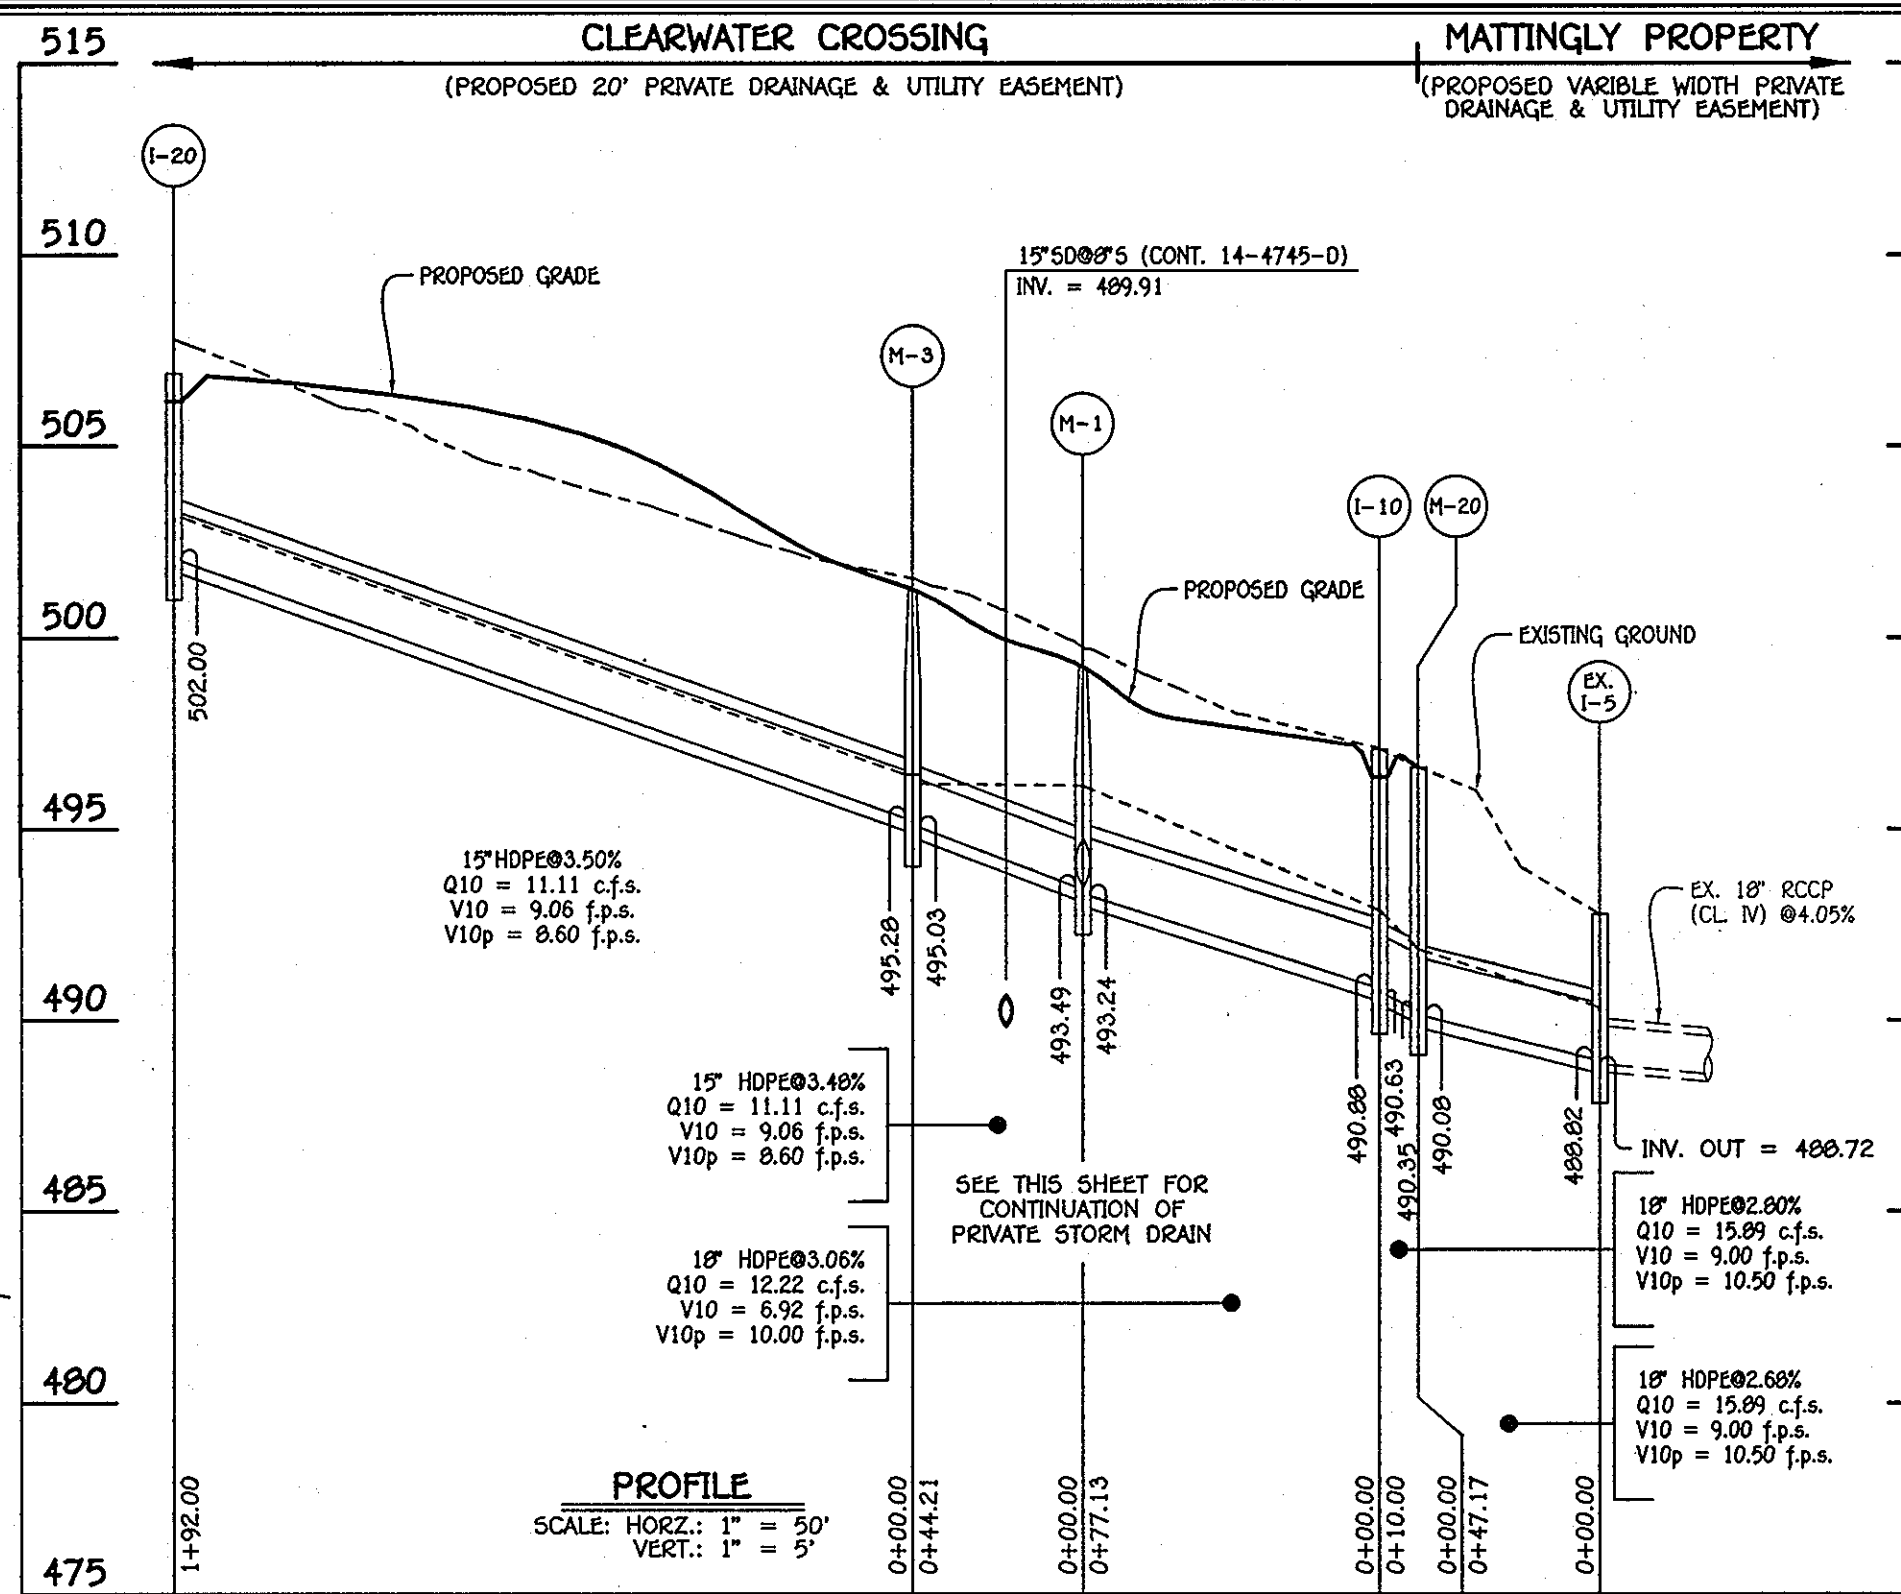 CLEARWATER CROSSING
(PROPOSED 20' PRIVATE DRAINAGE & UTILITY EASEMENT)
MATTINGLY PROPERTY
(PROPOSED VARIBLE WIDTH PRIVATE
DRAINAGE & UTILITY EASEMENT)
515
510
505
500
495
490
485
480
475
I-20
PROPOSED GRADE
15"SD@8"S (CONT. 14-4745-D)
INV. = 489.91
M-3
M-1
I-10
M-20
PROPOSED GRADE
EXISTING GROUND
EX.
I-5
502.00
15"HDPE@3.50%
Q10 = 11.11 c.f.s.
V10 = 9.06 f.p.s.
V10p = 8.60 f.p.s.
495.28
495.03
493.49
493.24
490.88
490.63
490.35
490.08
488.82
EX. 18" RCCP
(CL. IV) @4.05%
INV. OUT = 488.72
15" HDPE@3.48%
Q10 = 11.11 c.f.s.
V10 = 9.06 f.p.s.
V10p = 8.60 f.p.s.
SEE THIS SHEET FOR
CONTINUATION OF
PRIVATE STORM DRAIN
18" HDPE@3.06%
Q10 = 12.22 c.f.s.
V10 = 6.92 f.p.s.
V10p = 10.00 f.p.s.
18" HDPE@2.80%
Q10 = 15.89 c.f.s.
V10 = 9.00 f.p.s.
V10p = 10.50 f.p.s.
18" HDPE@2.68%
Q10 = 15.89 c.f.s.
V10 = 9.00 f.p.s.
V10p = 10.50 f.p.s.
PROFILE
SCALE: HORZ.: 1" = 50'
VERT.: 1" = 5'
1+92.00
0+00.00
0+44.21
0+00.00
0+77.13
0+00.00
0+10.00
0+00.00
0+47.17
0+00.00